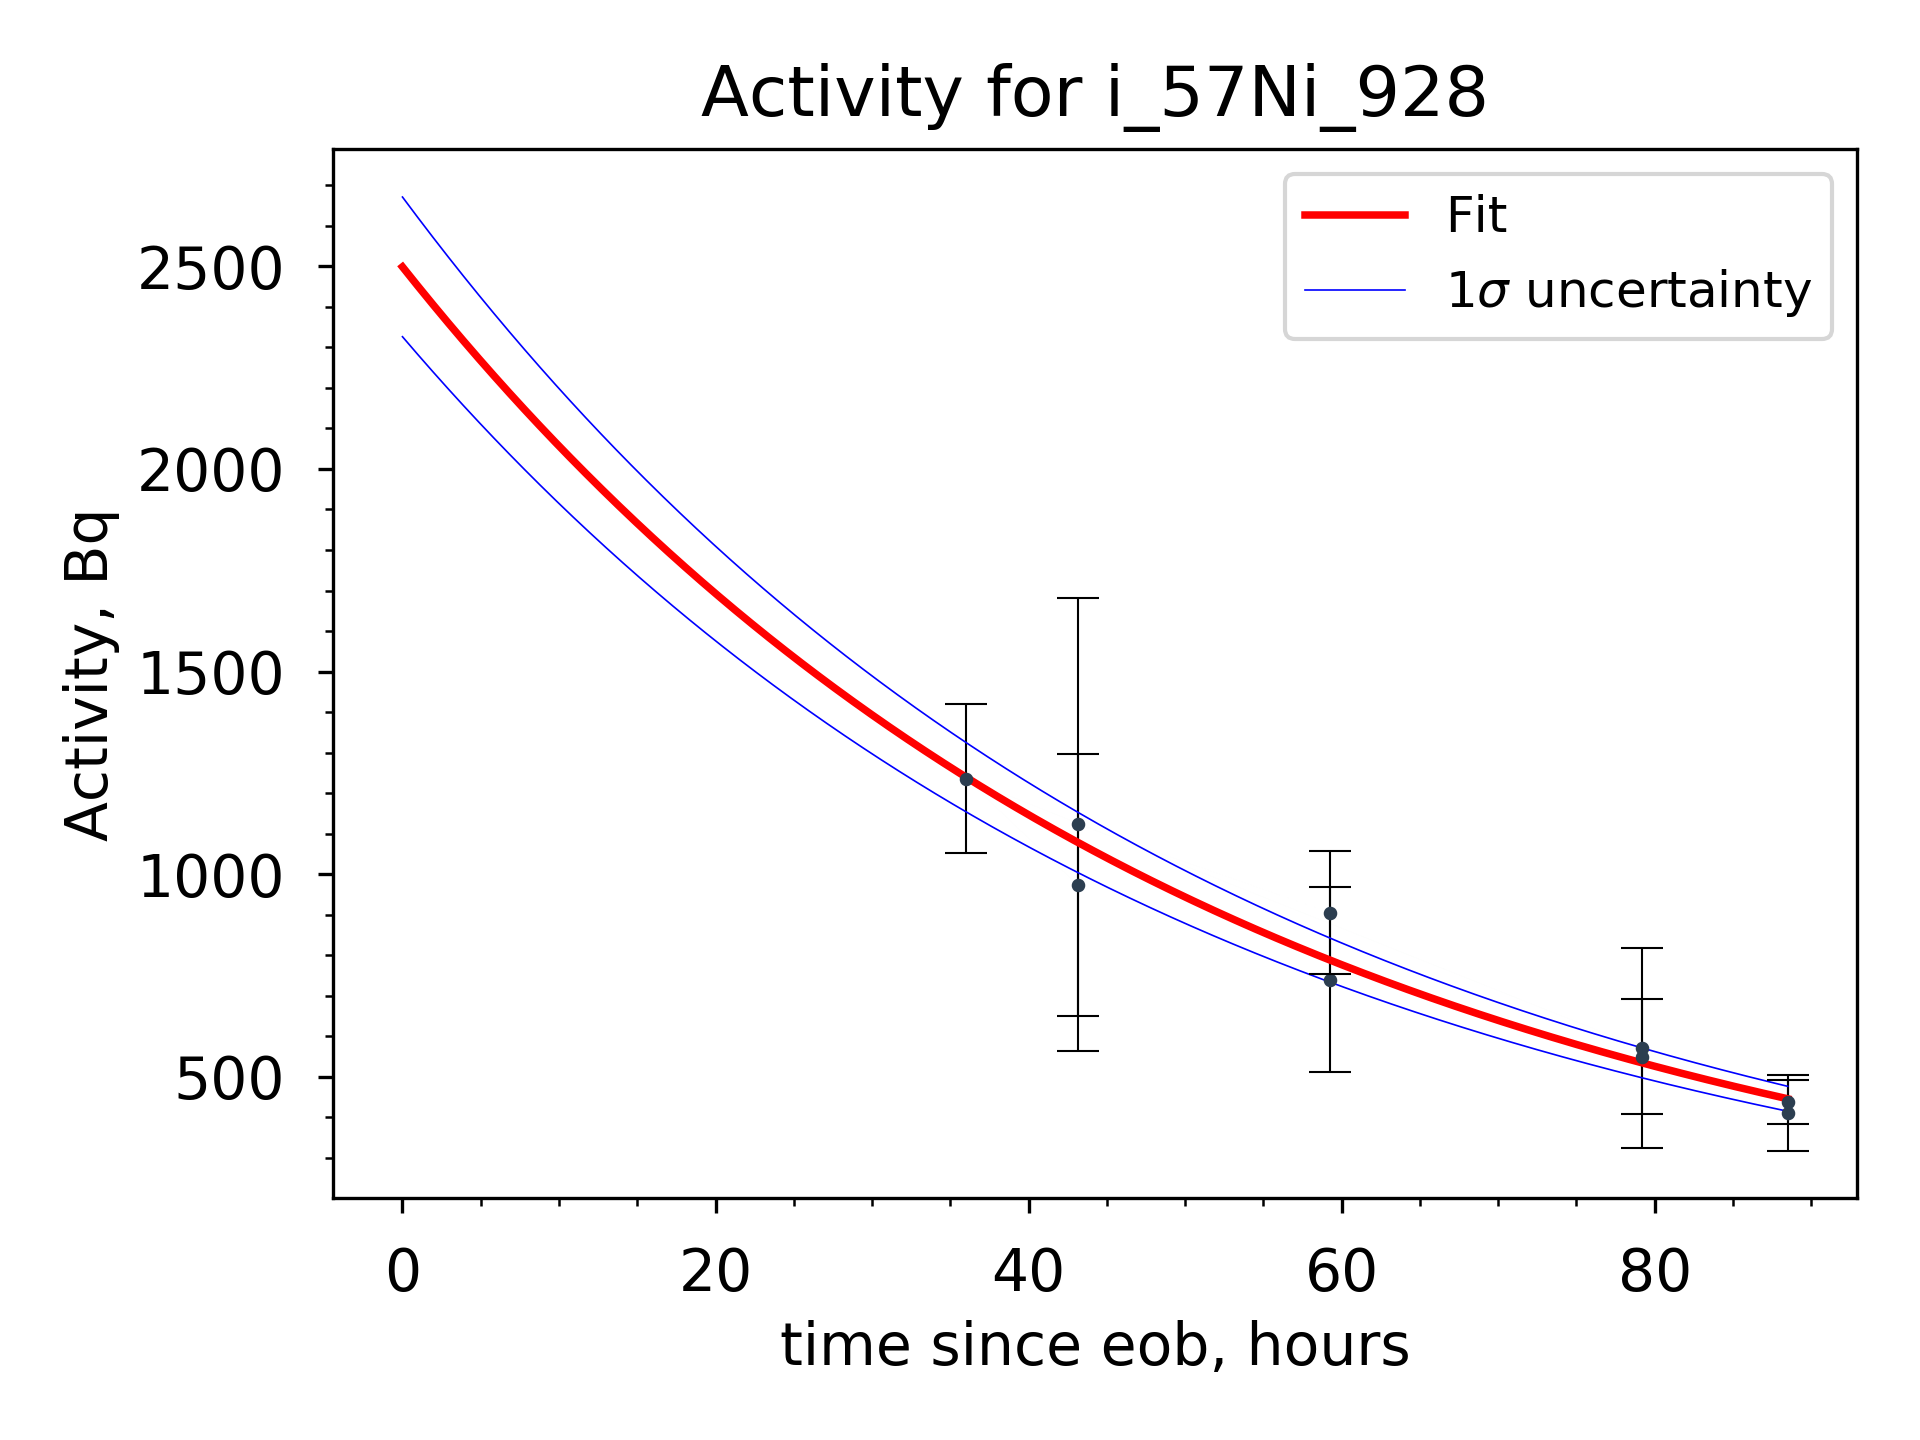 Activity for i_57Ni_928
Fit
1σ uncertainty
2500
2000
1500
1000
500
Activity, Bq
0 20 40 60 80
time since eob, hours